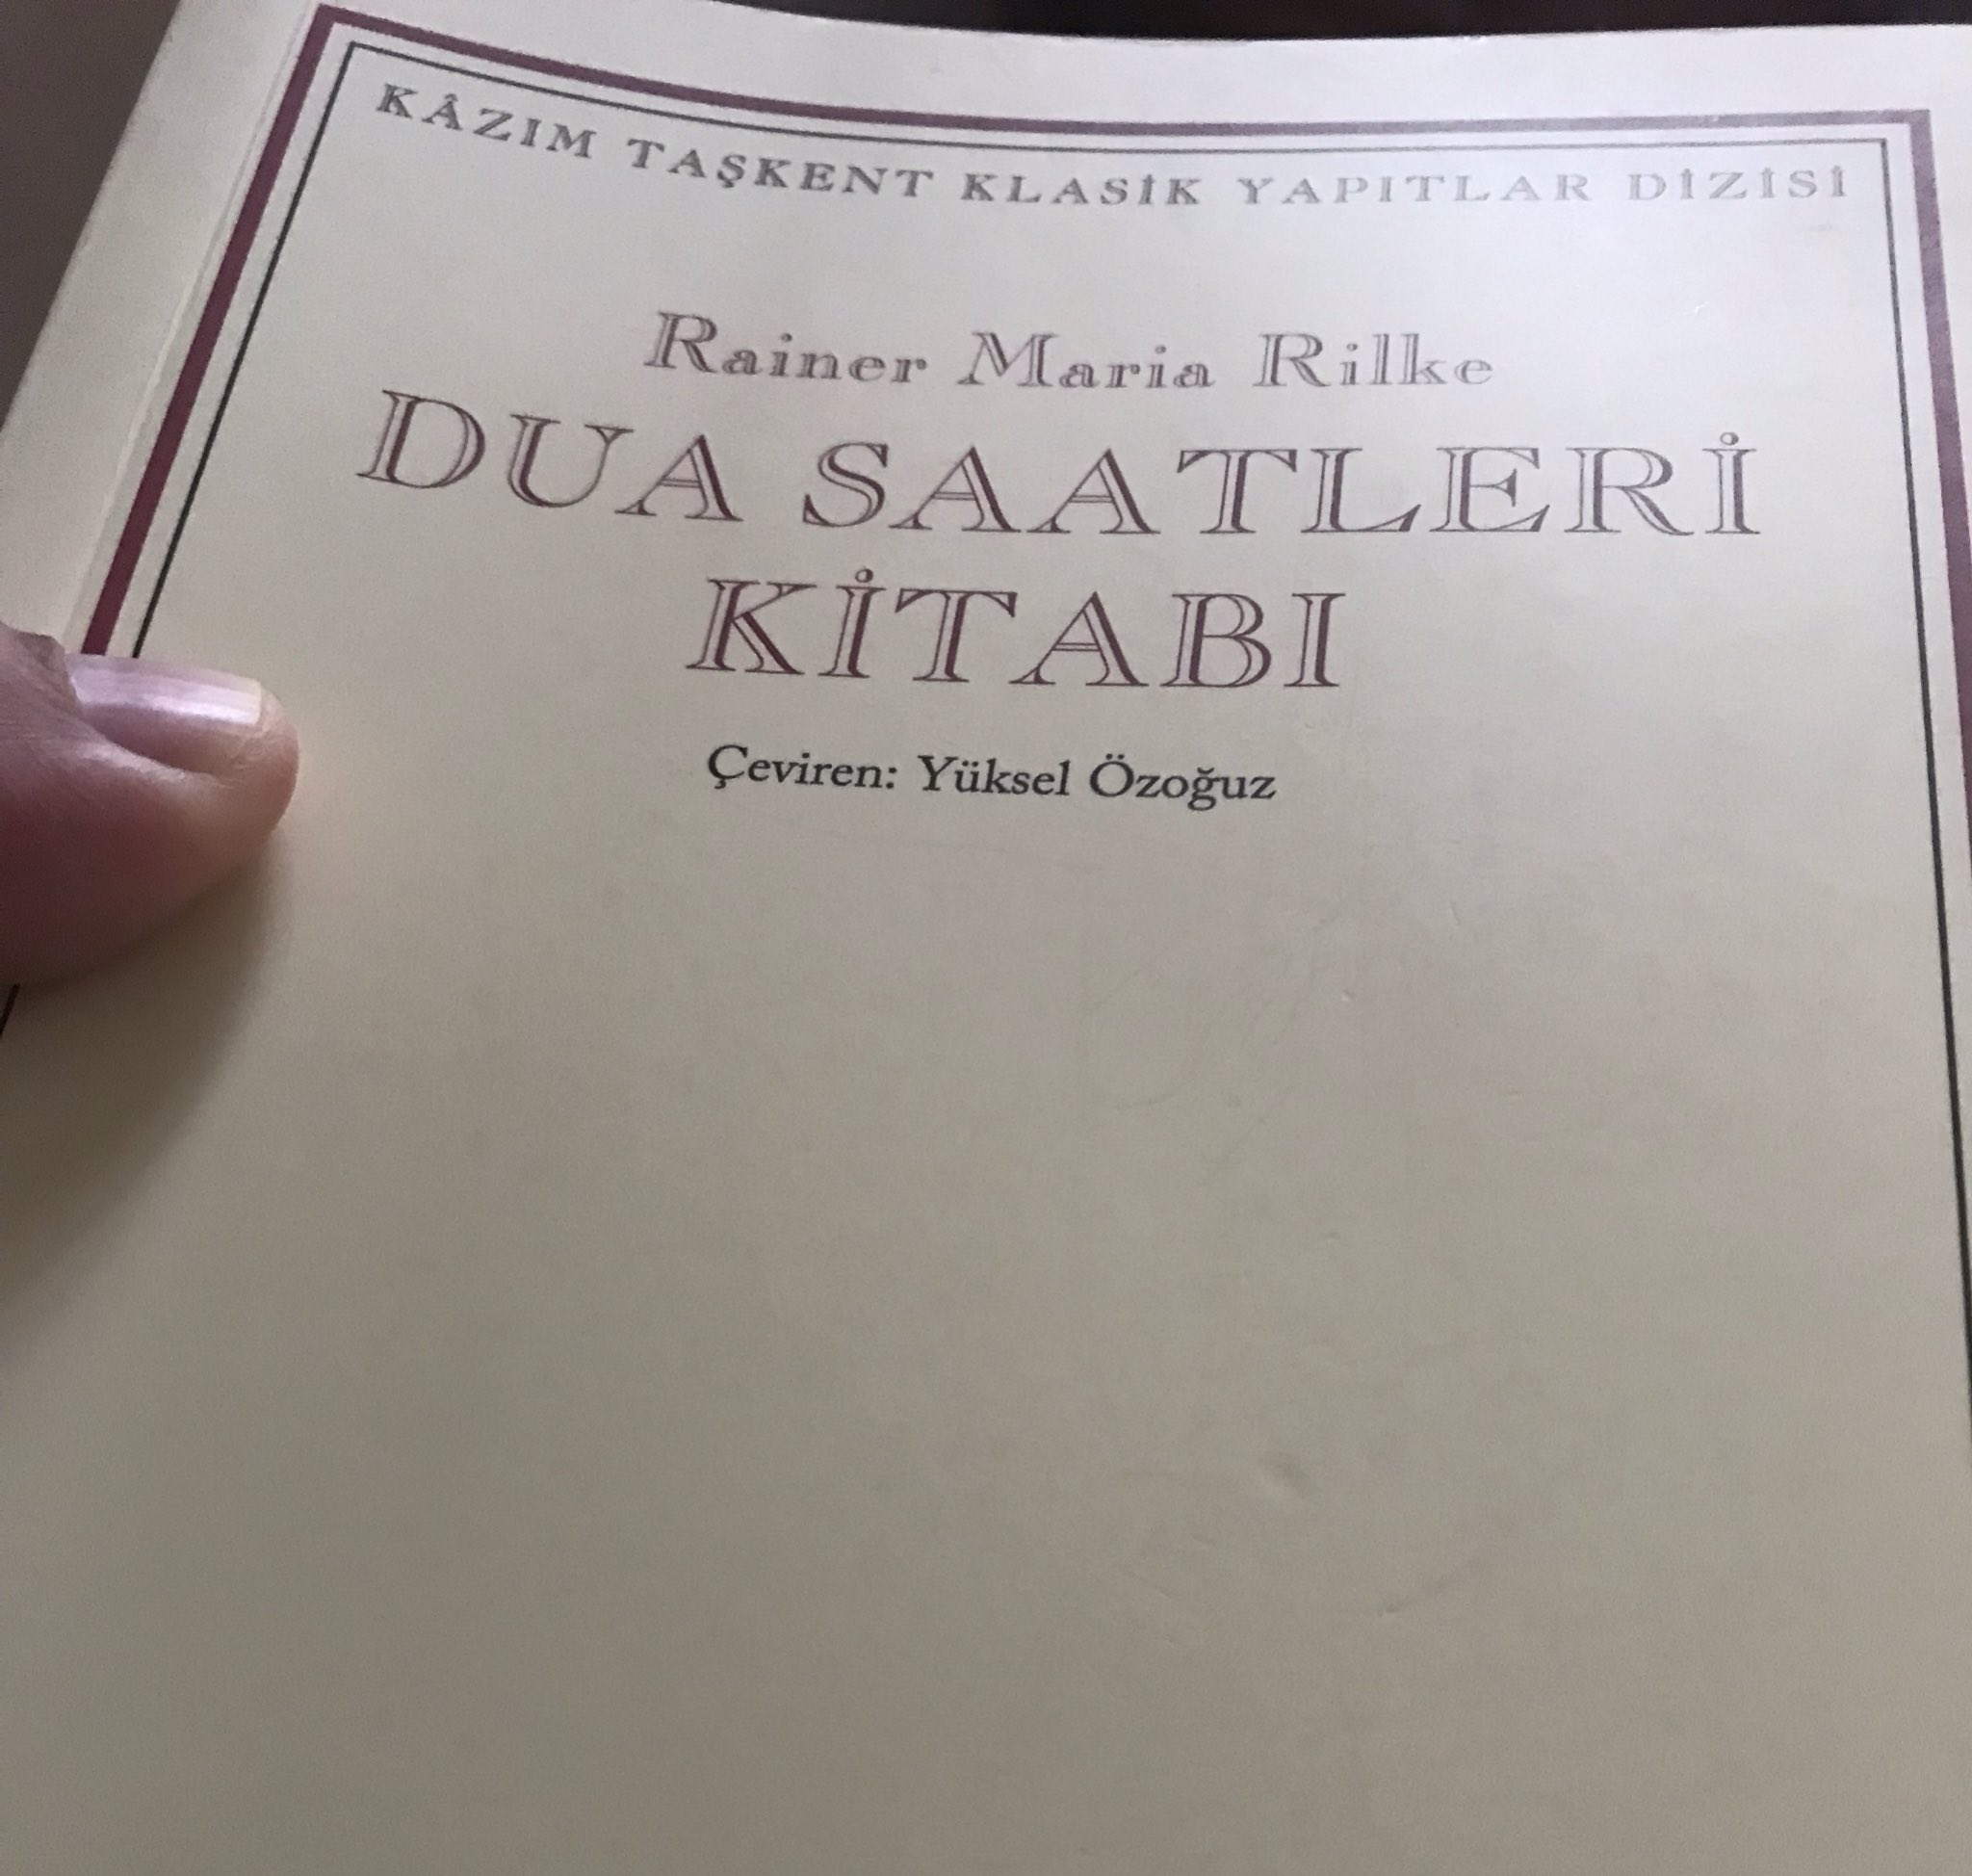 KÂZIM TAŞKENT KLASİK YAPITLAR DİZİSİ
Rainer Maria Rilke
DUA SAATLERİ
KİTABI
Çeviren: Yüksel Özoğuz